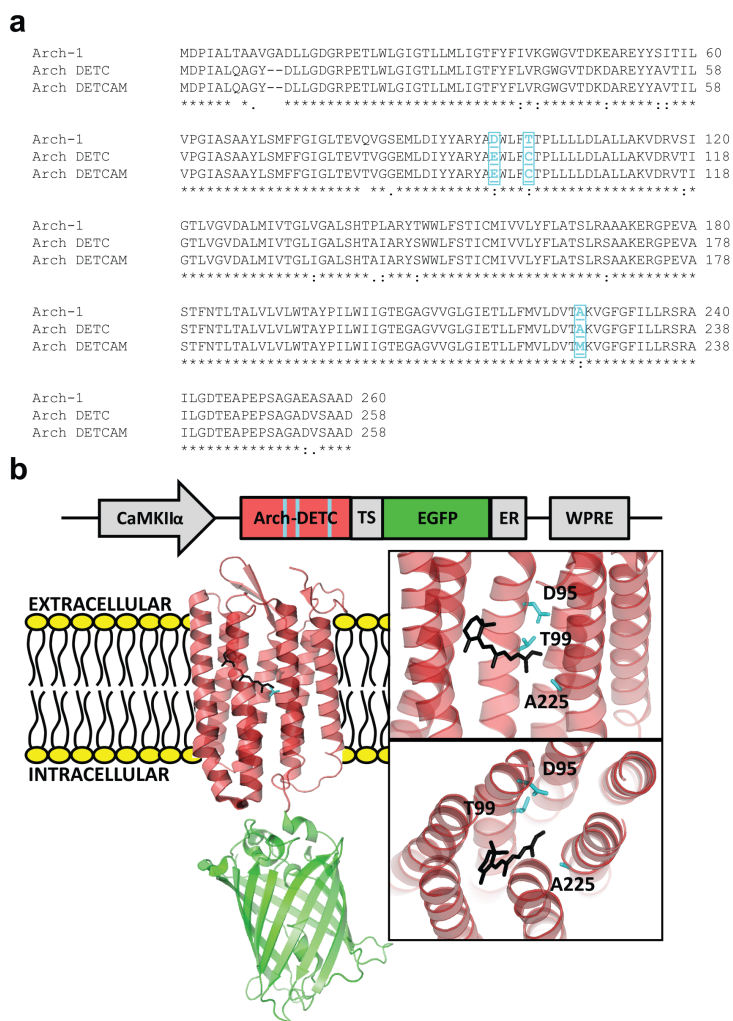 a
Arch-1 MDPIALTAAVGADLLGDGRPETLWLGIGTLLMLIGTFYFIVKGWGVTDKEAREYYSITIL 60
Arch DETC MDPIALQAGY--DLLGDGRPETLWLGIGTLLMLIGTFYFLVRGWGVTDKDAREYYAVTIL 58
Arch DETCAM MDPIALQAGY--DLLGDGRPETLWLGIGTLLMLIGTFYFLVRGWGVTDKDAREYYAVTIL 58
****** *.   ***************************:*:*******:*****::***
Arch-1 VPGIASAAYLSMFFGIGLTEVQVGSEMLDIYYARYADWLFTTPLLLLDLALLAKVDRVSI 120
Arch DETC VPGIASAAYLSMFFGIGLTEVTVGGEMLDIYYARYAEWLFCTPLLLLDLALLAKVDRVTI 118
Arch DETCAM VPGIASAAYLSMFFGIGLTEVTVGGEMLDIYYARYAEWLFCTPLLLLDLALLAKVDRVTI 118
********************* **.***********:***:*****************:*
Arch-1 GTLVGVDALMIVTGLVGALSHTPLARYTWWLFSTICMIVVLYFLATSLRAAAKERGPEVA 180
Arch DETC GTLVGVDALMIVTGLIGALSHTAIARYSWWLFSTICMIVVLYFLATSLRSAAKERGPEVA 178
Arch DETCAM GTLVGVDALMIVTGLIGALSHTAIARYSWWLFSTICMIVVLYFLATSLRSAAKERGPEVA 178
***************:******.:***:*********************:**********
Arch-1 STFNTLTALVLVLWTAYPILWIIGTEGAGVVGLGIETLLFMVLDVTAKVGFGFILLRSRA 240
Arch DETC STFNTLTALVLVLWTAYPILWIIGTEGAGVVGLGIETLLFMVLDVTAKVGFGFILLRSRA 238
Arch DETCAM STFNTLTALVLVLWTAYPILWIIGTEGAGVVGLGIETLLFMVLDVTMKVGFGFILLRSRA 238
**********************************************:*************
Arch-1 ILGDTEAPEPSAGAEASAAD 260
Arch DETC ILGDTEAPEPSAGADVSAAD 258
Arch DETCAM ILGDTEAPEPSAGADVSAAD 258
**************:.****
b
CaMKIIα Arch-DETC TS EGFP ER WPRE
EXTRACELLULAR
INTRACELLULAR
D95
T99
A225
D95
T99
A225